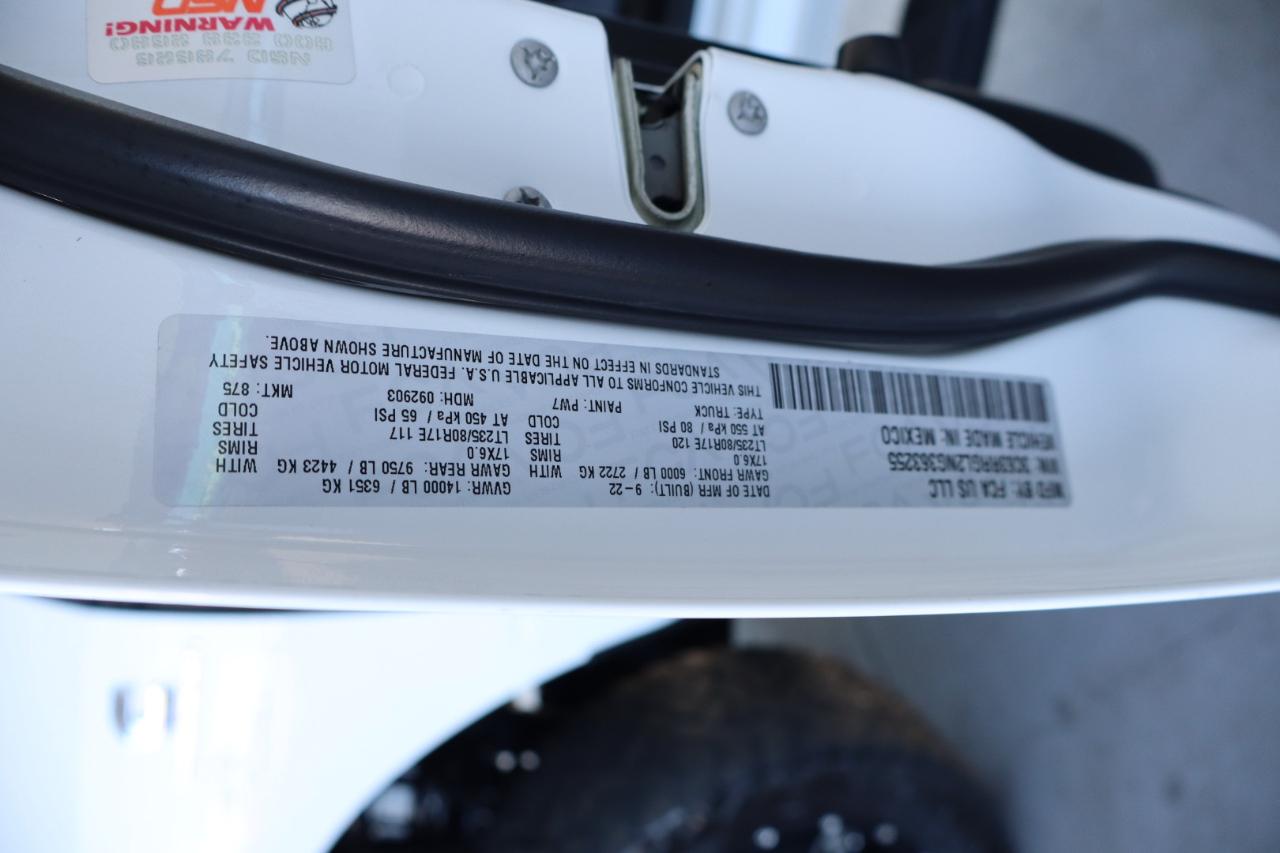 MFD BY: FCA US LLC
VIN: 3C63RRGL2NG363255
VEHICLE MADE IN: MEXICO
DATE OF MFR (BUILT): 9-22 GVWR: 14000 LB / 6351 KG
GAWR FRONT: 6000 LB / 2722 KG WITH GAWR REAR: 9750 LB / 4423 KG WITH
17X6.0 RIMS 17X6.0 RIMS
LT235/80R17E 120 TIRES LT235/80R17E 117 TIRES
AT 550 kPa / 80 PSI COLD AT 450 kPa / 65 PSI COLD
TYPE: TRUCK PAINT: PW7 MDH: 092903 MKT: 875
THIS VEHICLE CONFORMS TO ALL APPLICABLE U.S.A. FEDERAL MOTOR VEHICLE SAFETY
STANDARDS IN EFFECT ON THE DATE OF MANUFACTURE SHOWN ABOVE.
WARNING!
NSD